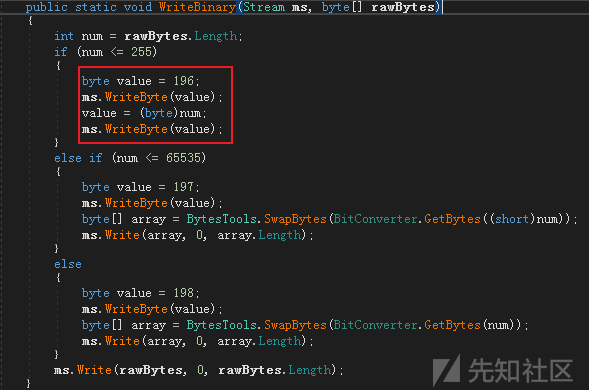 public static void WriteBinary(Stream ms, byte[] rawBytes)
{
int num = rawBytes.Length;
if (num <= 255)
{
byte value = 196;
ms.WriteByte(value);
value = (byte)num;
ms.WriteByte(value);
}
else if (num <= 65535)
{
byte value = 197;
ms.WriteByte(value);
byte[] array = BytesTools.SwapBytes(BitConverter.GetBytes((short)num));
ms.Write(array, 0, array.Length);
}
else
{
byte value = 198;
ms.WriteByte(value);
byte[] array = BytesTools.SwapBytes(BitConverter.GetBytes(num));
ms.Write(array, 0, array.Length);
}
ms.Write(rawBytes, 0, rawBytes.Length);
先知社区